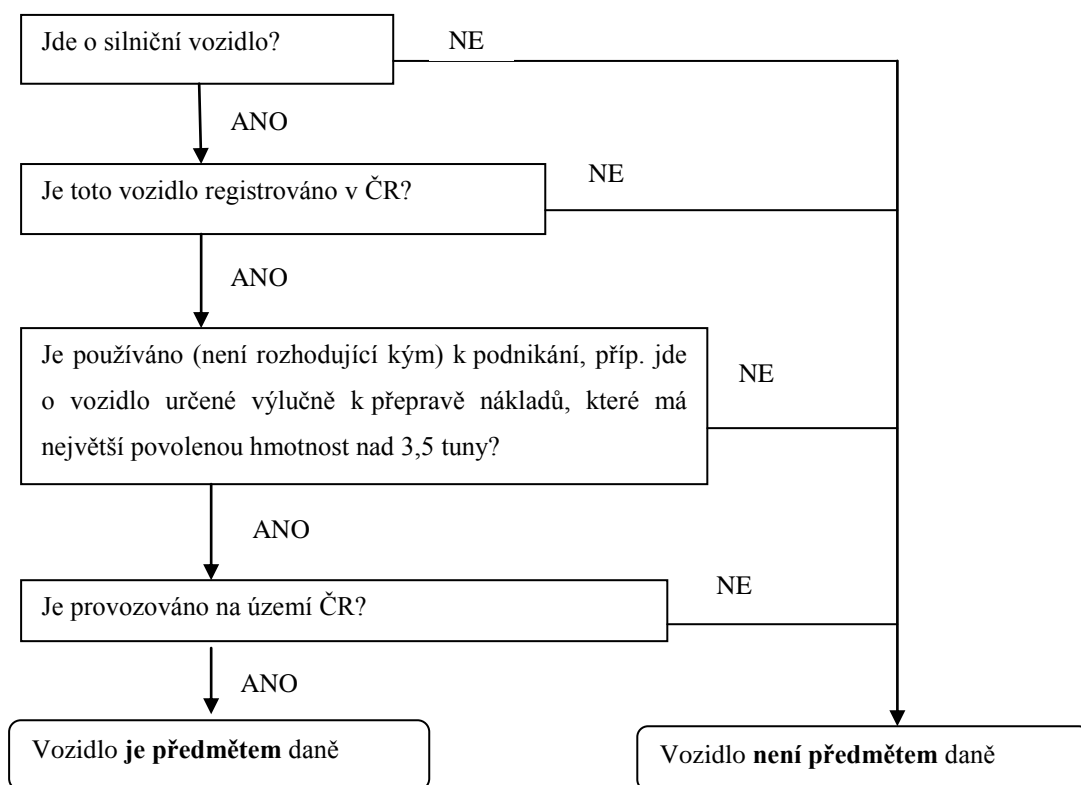 Jde o silniční vozidlo?
NE
ANO
Je toto vozidlo registrováno v ČR?
NE
ANO
Je používáno (není rozhodující kým) k podnikání, příp. jde
o vozidlo určené výlučně k přepravě nákladů, které má
největší povolenou hmotnost nad 3,5 tuny?
NE
ANO
Je provozováno na území ČR?
NE
ANO
Vozidlo je předmětem daně
Vozidlo není předmětem daně